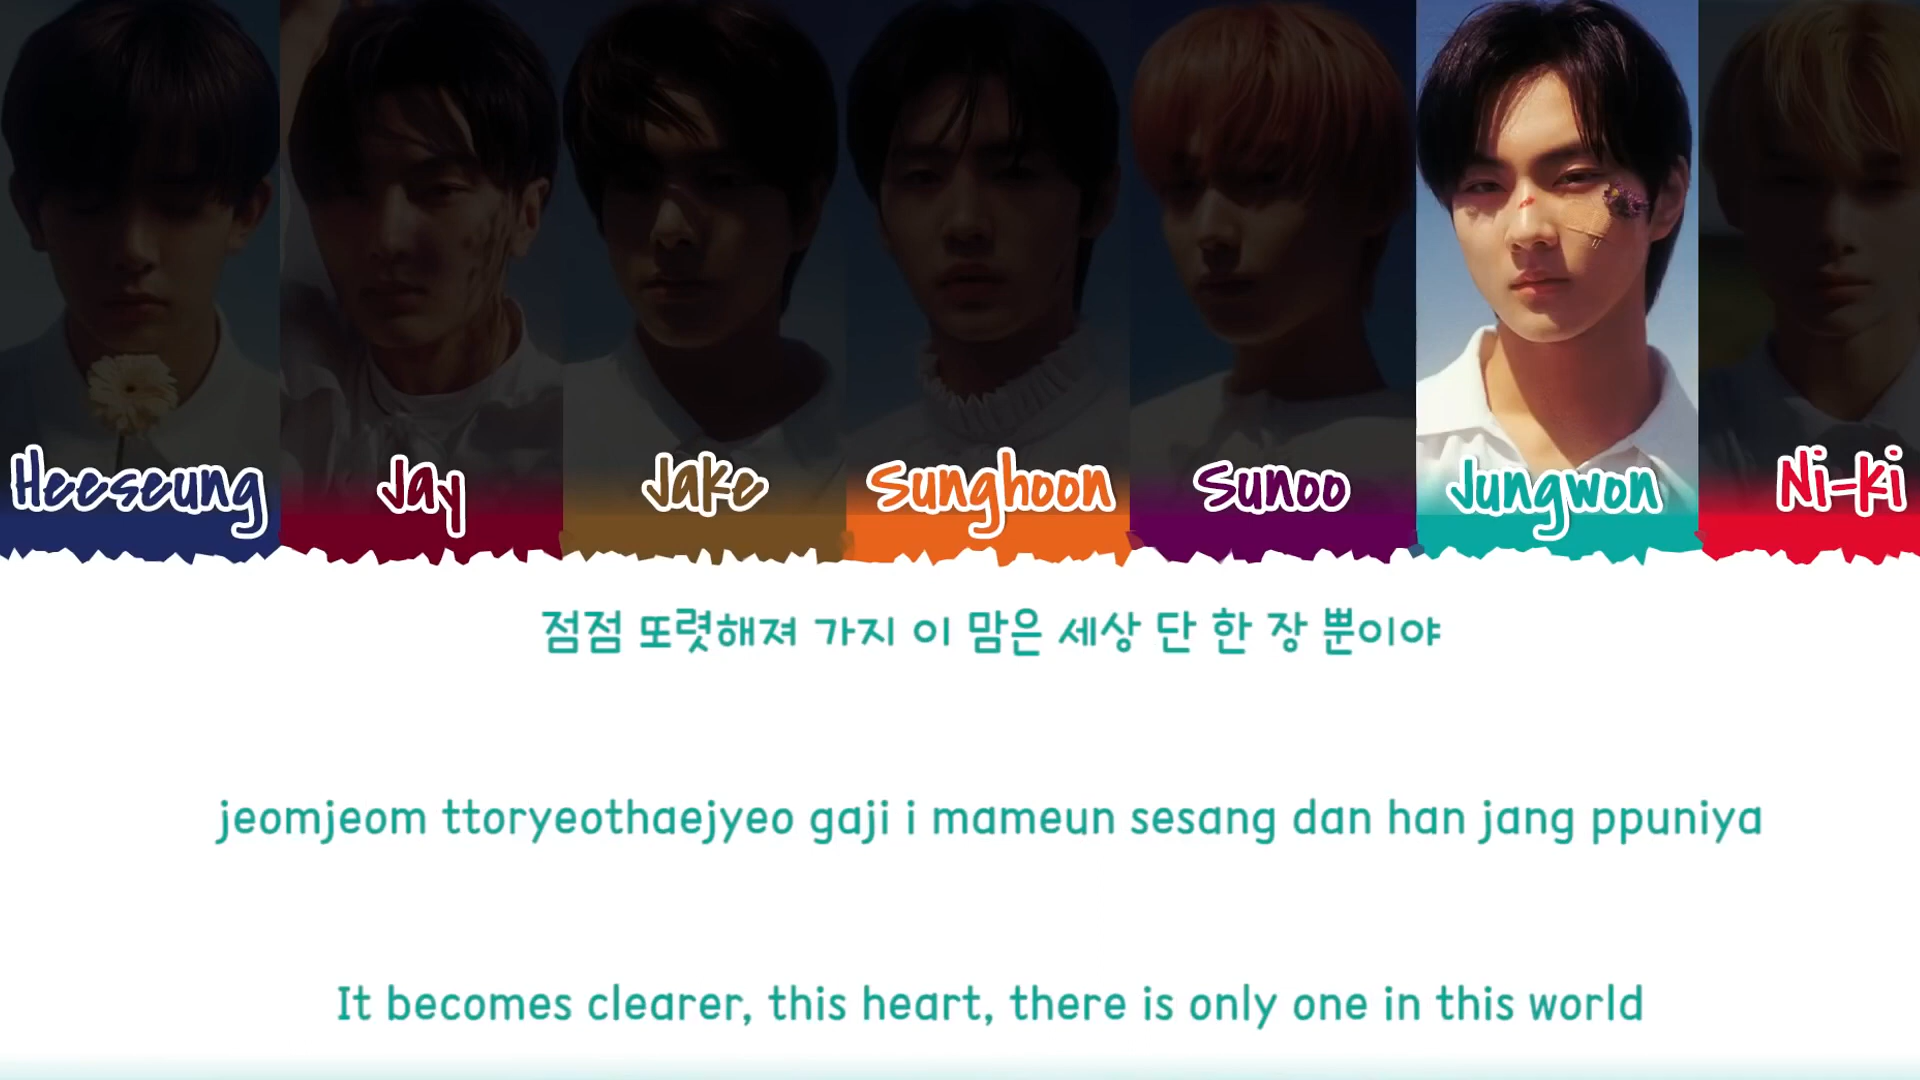 Heeseung Jay Jake Sunghoon Sunoo Jungwon Ni-Ki
점점 또렷해져 가지 이 맘은 세상 단 한 장 뿐이야
jeomjeom ttoryeothaejyeo gaji i mameun sesang dan han jang ppuniya
It becomes clearer, this heart, there is only one in this world